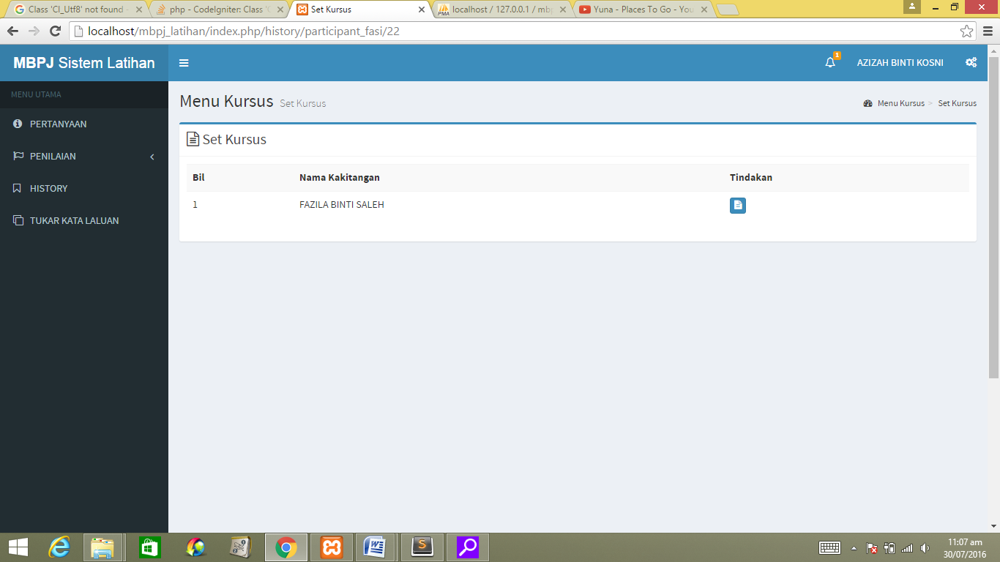 Class 'CI_Utf8' not found -
php - CodeIgniter: Class 'C
Set Kursus
localhost / 127.0.0.1 / mbp
Yuna - Places To Go - You
localhost/mbpj_latihan/index.php/history/participant_fasi/22
MBPJ Sistem Latihan
1
AZIZAH BINTI KOSNI
MENU UTAMA
PERTANYAAN
PENILAIAN
HISTORY
TUKAR KATA LALUAN
Menu Kursus Set Kursus
Menu Kursus > Set Kursus
Set Kursus
Bil Nama Kakitangan Tindakan
1 FAZILA BINTI SALEH
11:07 am
30/07/2016